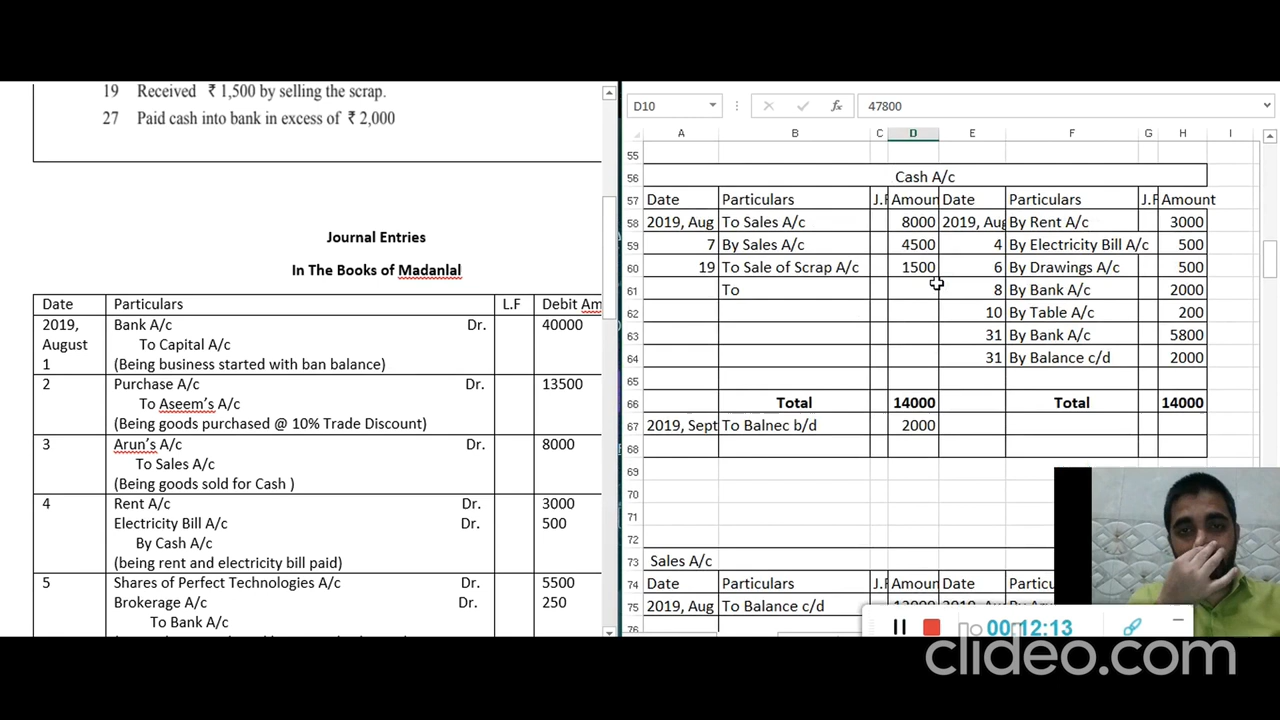 19 Received ₹ 1,500 by selling the scrap.
27 Paid cash into bank in excess of ₹ 2,000
Journal Entries
In The Books of Madanlal
Date Particulars L.F Debit Am
2019, Bank A/c Dr. 40000
August To Capital A/c
1 (Being business started with ban balance)
2 Purchase A/c Dr. 13500
To Aseem's A/c
(Being goods purchased @ 10% Trade Discount)
3 Arun's A/c Dr. 8000
To Sales A/c
(Being goods sold for Cash )
4 Rent A/c Dr. 3000
Electricity Bill A/c Dr. 500
By Cash A/c
(being rent and electricity bill paid)
5 Shares of Perfect Technologies A/c Dr. 5500
Brokerage A/c Dr. 250
To Bank A/c
D10 fx 47800
A B C D E F G H I
55
56 Cash A/c
57 Date Particulars J.F Amoun Date Particulars J.F Amount
58 2019, Aug To Sales A/c 8000 2019, Aug By Rent A/c 3000
59 7 By Sales A/c 4500 4 By Electricity Bill A/c 500
60 19 To Sale of Scrap A/c 1500 6 By Drawings A/c 500
61 To 8 By Bank A/c 2000
62 10 By Table A/c 200
63 31 By Bank A/c 5800
64 31 By Balance c/d 2000
65
66 Total 14000 Total 14000
67 2019, Sept To Balnec b/d 2000
68
69
70
71
72
73 Sales A/c
74 Date Particulars J.F Amoun Date Particu
75 2019, Aug To Balance c/d
76
00:12:13
clideo.com